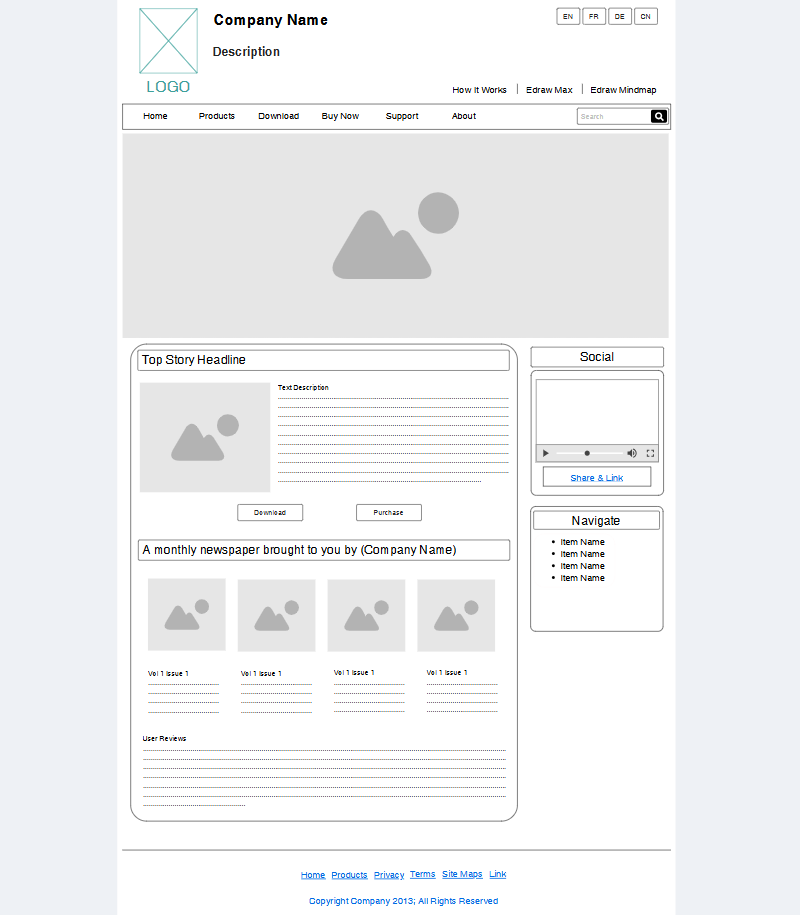 Company Name
EN FR DE CN
Description
LOGO
How It Works | Edraw Max | Edraw Mindmap
Home Products Download Buy Now Support About Search
Top Story Headline
Text Description
Download Purchase
A monthly newspaper brought to you by (Company Name)
Vol 1 Issue 1 Vol 1 Issue 1 Vol 1 Issue 1 Vol 1 Issue 1
User Reviews
Social
Share & Link
Navigate
• Item Name
• Item Name
• Item Name
• Item Name
Home Products Privacy Terms Site Maps Link
Copyright Company 2013; All Rights Reserved